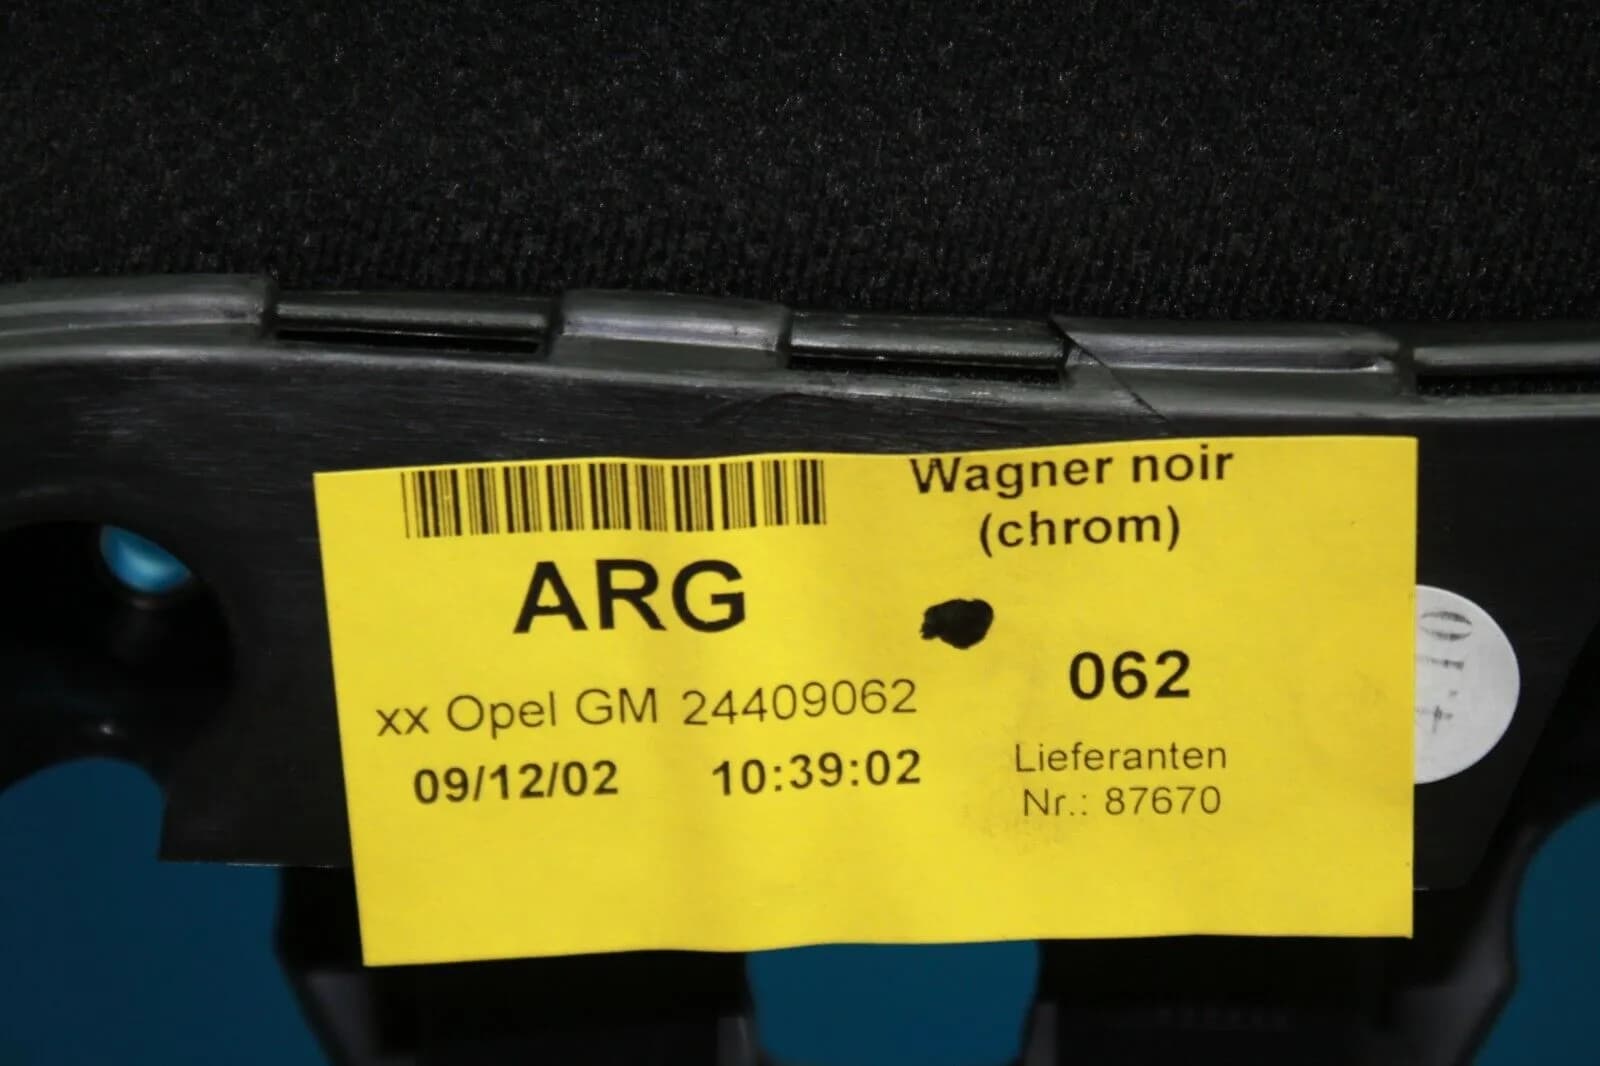 Wagner noir
(chrom)
ARG
062
xx Opel GM 24409062
09/12/02 10:39:02
Lieferanten
Nr.: 87670